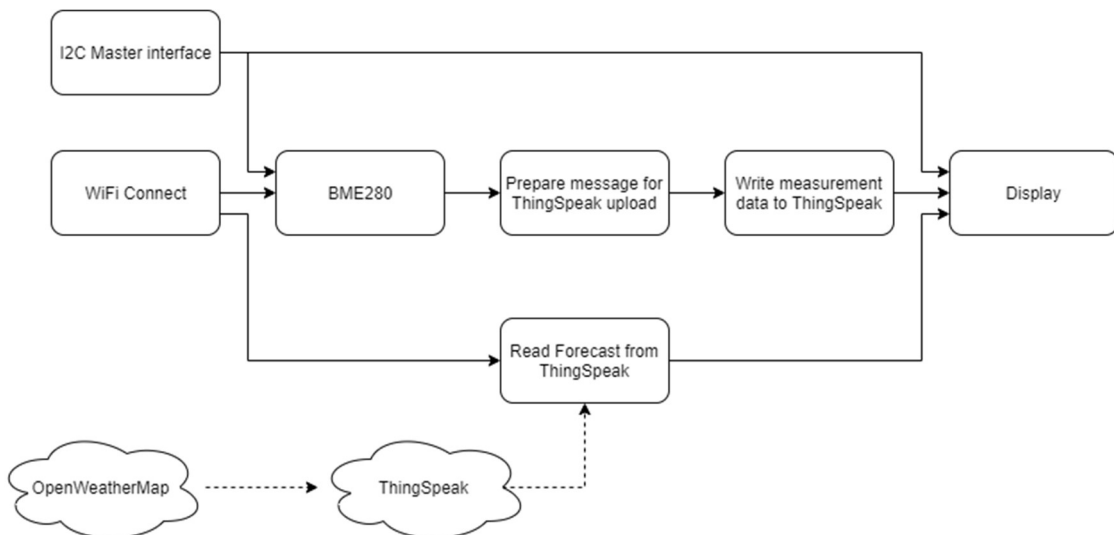 I2C Master interface
WiFi Connect
BME280
Prepare message for
ThingSpeak upload
Write measurement
data to ThingSpeak
Display
Read Forecast from
ThingSpeak
OpenWeatherMap
ThingSpeak